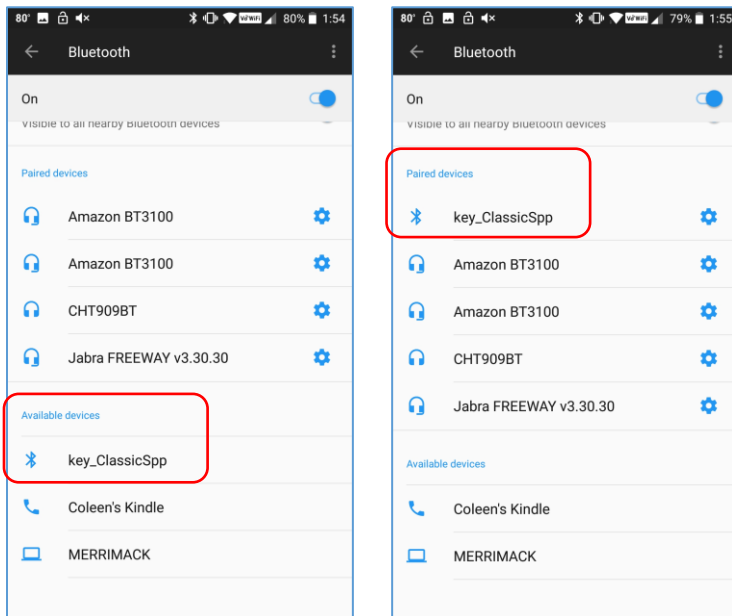 80° 80% 1:54
Bluetooth
On
Visible to all nearby Bluetooth devices
Paired devices
Amazon BT3100
Amazon BT3100
CHT909BT
Jabra FREEWAY v3.30.30
Available devices
key_ClassicSpp
Coleen's Kindle
MERRIMACK
80° 79% 1:55
Bluetooth
On
Visible to all nearby Bluetooth devices
Paired devices
key_ClassicSpp
Amazon BT3100
Amazon BT3100
CHT909BT
Jabra FREEWAY v3.30.30
Available devices
Coleen's Kindle
MERRIMACK